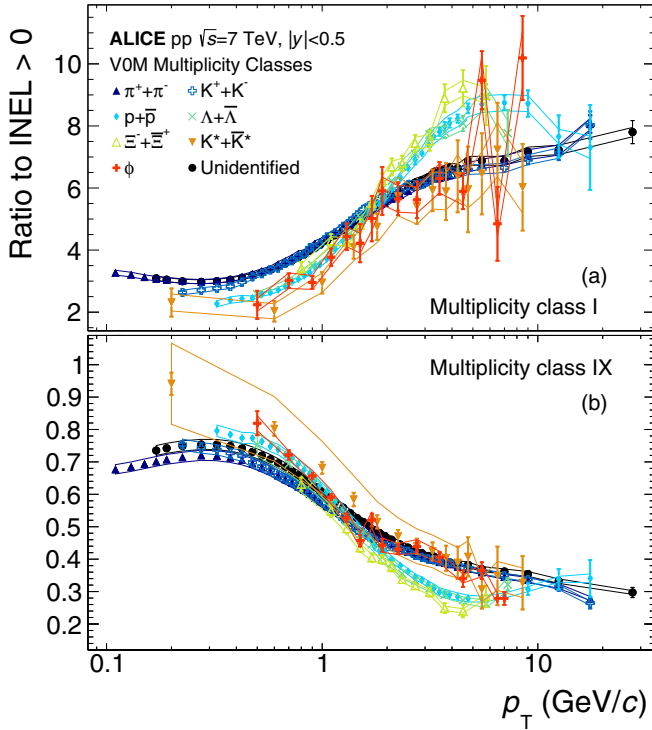 Ratio to INEL > 0
ALICE pp √s=7 TeV, |y|<0.5
V0M Multiplicity Classes
π⁺+π⁻ K⁺+K⁻
p+p̅ Λ+Λ̅
Ξ⁻+Ξ̅⁺ K*+K̅*
ϕ Unidentified
10
8
6
4
2
(a)
Multiplicity class I
1
0.9
0.8
0.7
0.6
0.5
0.4
0.3
0.2
Multiplicity class IX
(b)
0.1 1 10
p_T (GeV/c)